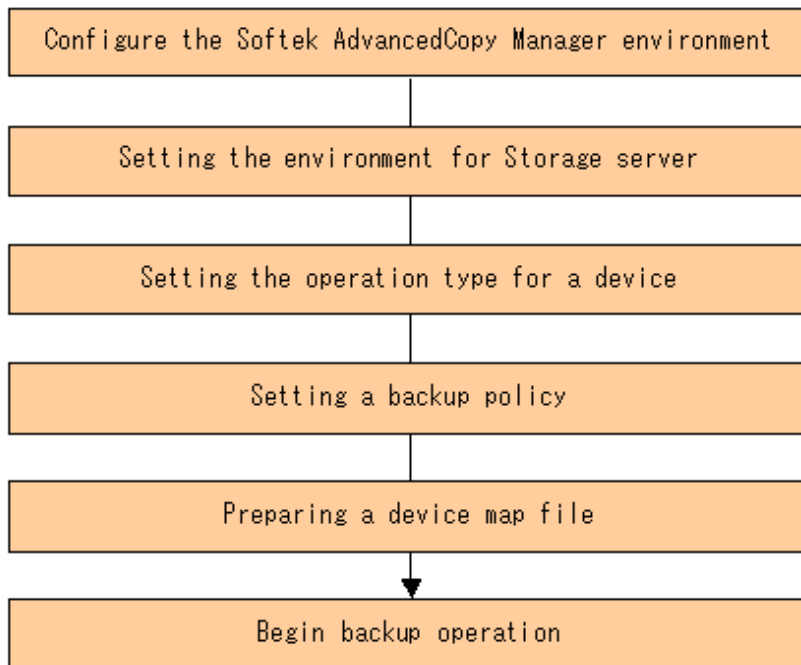 Configure the Softek AdvancedCopy Manager environment
Setting the environment for Storage server
Setting the operation type for a device
Setting a backup policy
Preparing a device map file
Begin backup operation